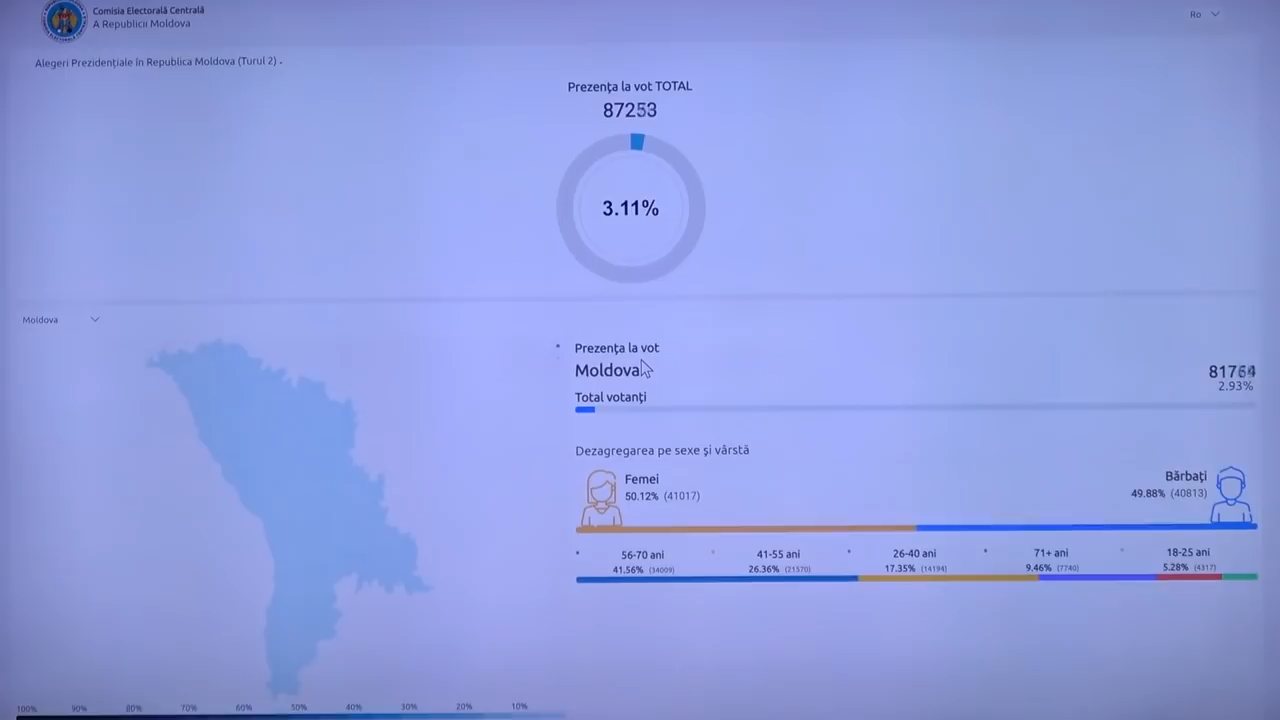 Comisia Electorală Centrală
A Republicii Moldova
Ro
Alegeri Prezidențiale în Republica Moldova (Turul 2)
Prezența la vot TOTAL
87253
3.11%
Moldova
Prezența la vot
Moldova
81764
2.93%
Total votanți
Dezagregarea pe sexe și vârstă
Femei
50.12% (41017)
Bărbați
49.88% (40813)
56-70 ani
41.56% (34009)
41-55 ani
26.36% (21570)
26-40 ani
17.35% (14194)
71+ ani
9.46% (7740)
18-25 ani
5.28% (4317)
100% 90% 80% 70% 60% 50% 40% 30% 20% 10%